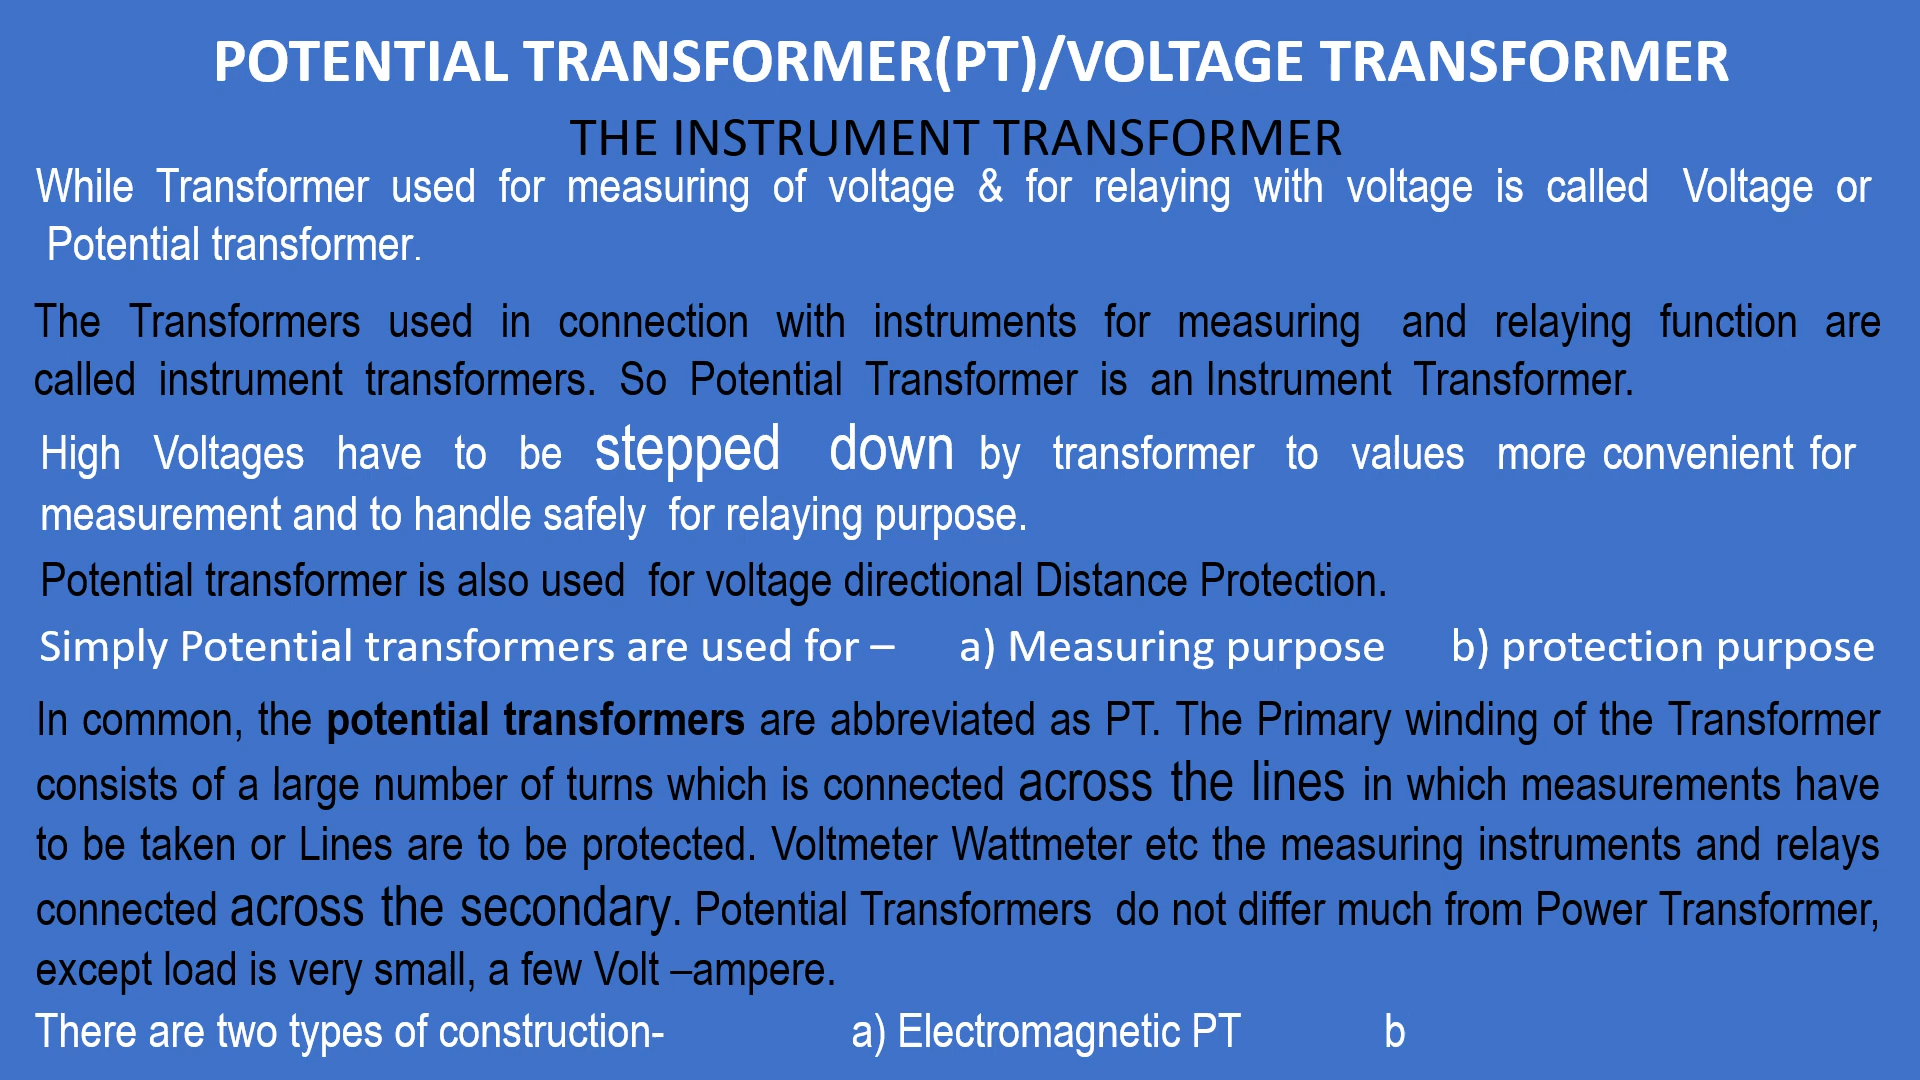 POTENTIAL TRANSFORMER(PT)/VOLTAGE TRANSFORMER
THE INSTRUMENT TRANSFORMER
While Transformer used for measuring of voltage & for relaying with voltage is called Voltage or
Potential transformer.
The Transformers used in connection with instruments for measuring and relaying function are
called instrument transformers. So Potential Transformer is an Instrument Transformer.
High Voltages have to be stepped down by transformer to values more convenient for
measurement and to handle safely for relaying purpose.
Potential transformer is also used for voltage directional Distance Protection.
Simply Potential transformers are used for – a) Measuring purpose b) protection purpose
In common, the potential transformers are abbreviated as PT. The Primary winding of the Transformer
consists of a large number of turns which is connected across the lines in which measurements have
to be taken or Lines are to be protected. Voltmeter Wattmeter etc the measuring instruments and relays
connected across the secondary. Potential Transformers do not differ much from Power Transformer,
except load is very small, a few Volt –ampere.
There are two types of construction- a) Electromagnetic PT b